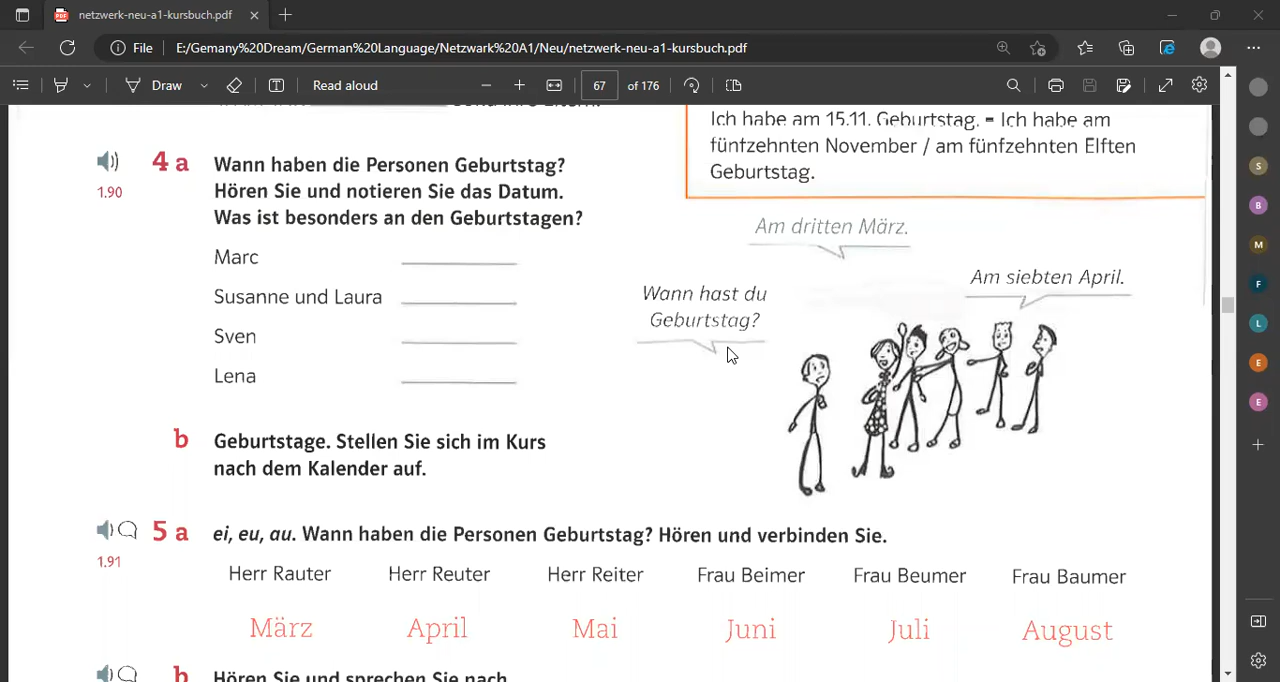 netzwerk-neu-a1-kursbuch.pdf
File E:/Gemany%20Dream/German%20Language/Netzwark%20A1/Neu/netzwerk-neu-a1-kursbuch.pdf
Draw Read aloud 67 of 176
Ich habe am 15.11. Geburtstag. = Ich habe am
fünfzehnten November / am fünfzehnten Elften
Geburtstag.
4 a Wann haben die Personen Geburtstag?
1.90 Hören Sie und notieren Sie das Datum.
Was ist besonders an den Geburtstagen?
Marc
Susanne und Laura
Sven
Lena
Am dritten März.
Am siebten April.
Wann hast du
Geburtstag?
b Geburtstage. Stellen Sie sich im Kurs
nach dem Kalender auf.
5 a ei, eu, au. Wann haben die Personen Geburtstag? Hören und verbinden Sie.
1.91
Herr Rauter Herr Reuter Herr Reiter Frau Beimer Frau Beumer Frau Baumer
März April Mai Juni Juli August
b Hören Sie und sprechen Sie nach.
S
B
M
F
L
E
E